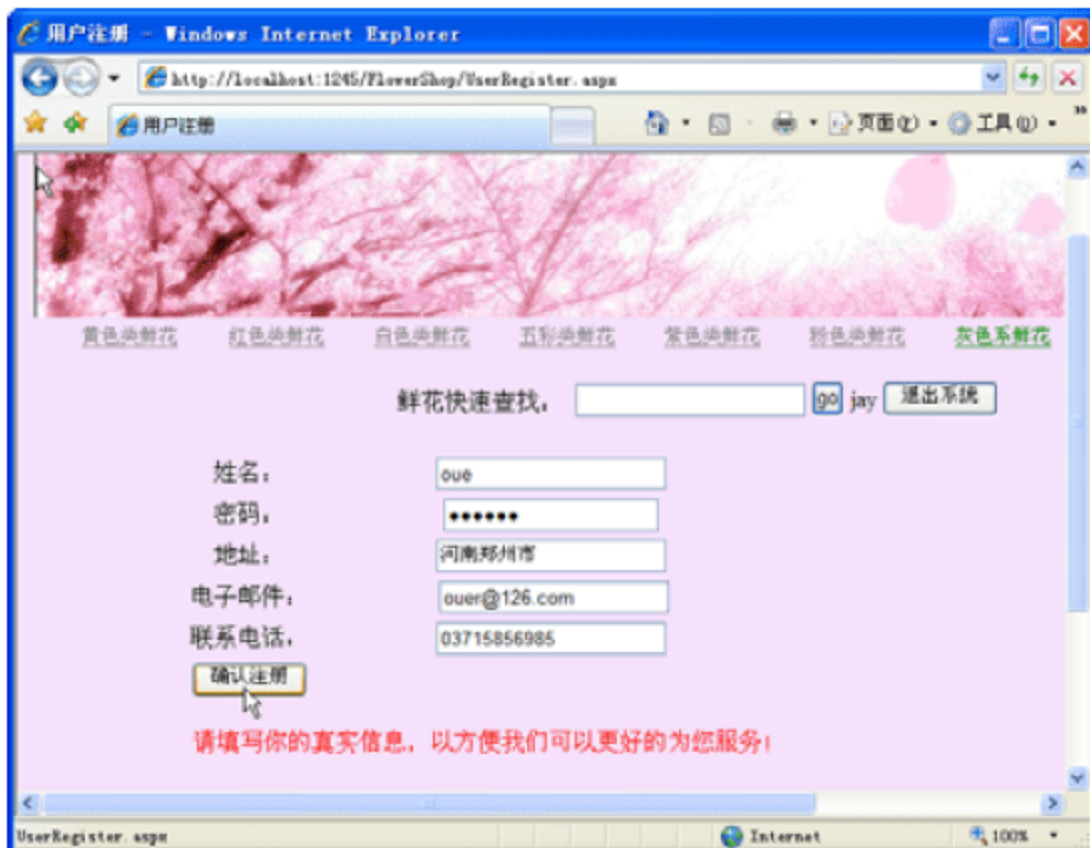 用户注册 - Windows Internet Explorer
http://localhost:1245/FlowerShop/UserRegister.aspx
用户注册 页面(P) 工具(O)
黄色类鲜花 红色类鲜花 白色类鲜花 五彩类鲜花 紫色类鲜花 粉色类鲜花 灰色系鲜花
鲜花快速查找: go jay 退出系统
姓名: oue
密码: ••••••
地址: 河南郑州市
电子邮件: ouer@126.com
联系电话: 03715856985
确认注册
请填写你的真实信息,以方便我们可以更好的为您服务!
UserRegister.aspx Internet 100%